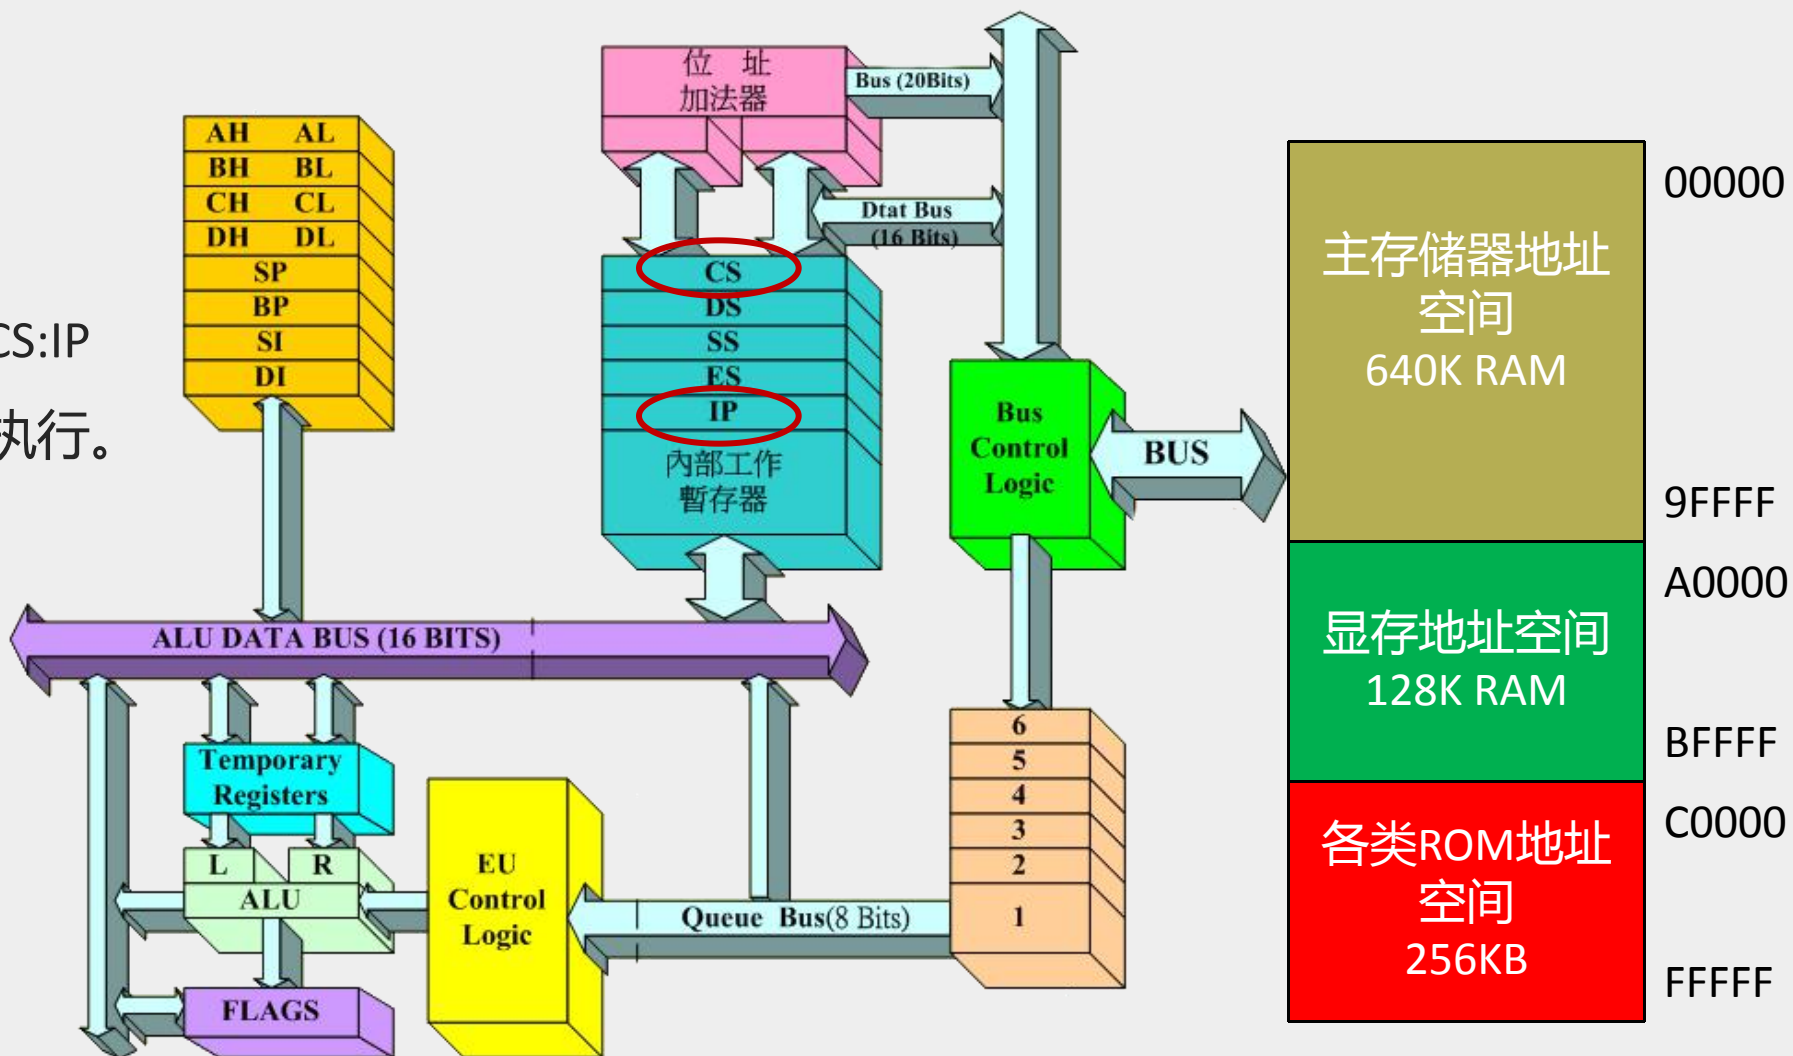 CS:IP
执行。
AH AL
BH BL
CH CL
DH DL
SP
BP
SI
DI
位 址
加法器
Bus (20Bits)
Dtat Bus
(16 Bits)
CS
DS
SS
ES
IP
內部工作
暫存器
Bus
Control
Logic
BUS
ALU DATA BUS (16 BITS)
Temporary
Registers
L R
ALU
FLAGS
EU
Control
Logic
Queue Bus(8 Bits)
6
5
4
3
2
1
主存储器地址
空间
640K RAM
显存地址空间
128K RAM
各类ROM地址
空间
256KB
00000
9FFFF
A0000
BFFFF
C0000
FFFFF